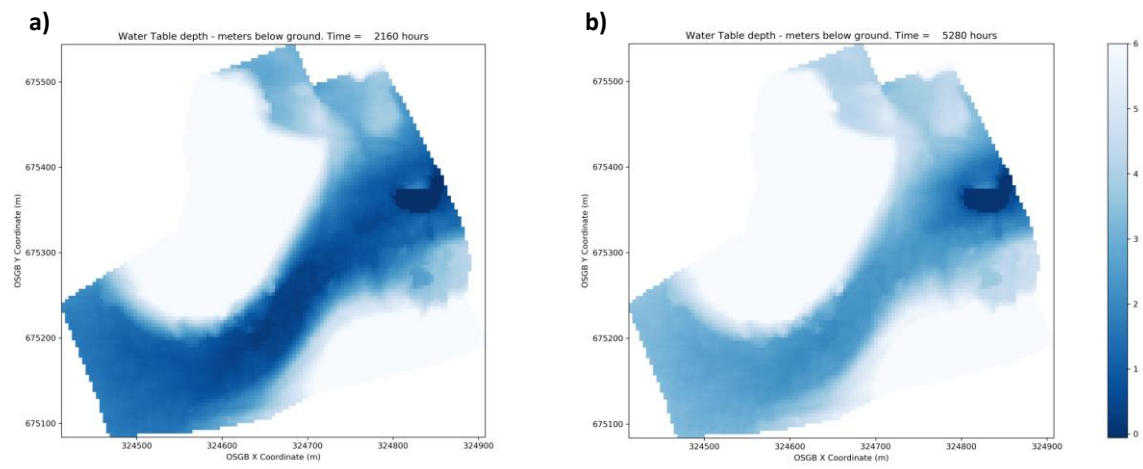 a)
Water Table depth - meters below ground. Time = 2160 hours
675500
675400
675300
675200
675100
OSGB Y Coordinate (m)
324500 324600 324700 324800 324900
OSGB X Coordinate (m)
b)
Water Table depth - meters below ground. Time = 5280 hours
675500
675400
675300
675200
675100
OSGB Y Coordinate (m)
324500 324600 324700 324800 324900
OSGB X Coordinate (m)
6
5
4
3
2
1
0